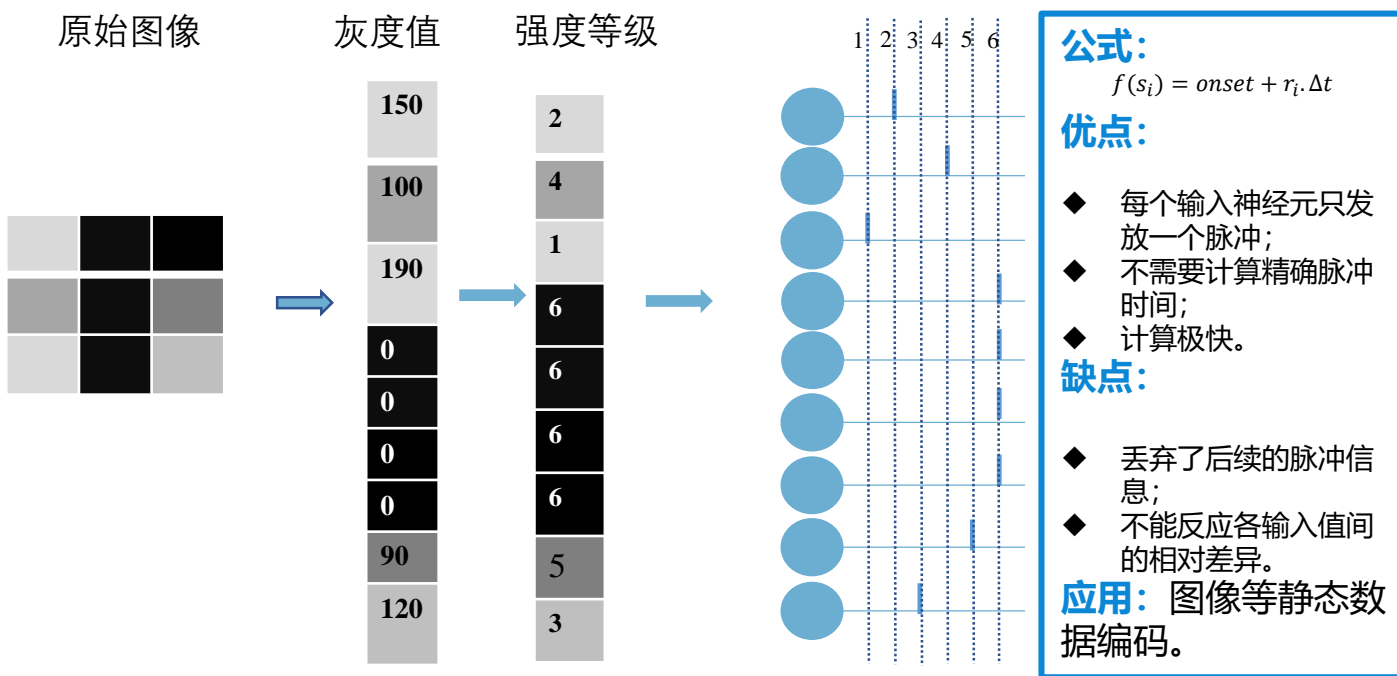 原始图像
灰度值
强度等级
150
100
190
0
0
0
0
90
120
2
4
1
6
6
6
6
5
3
1 2 3 4 5 6
公式：
f(s_i) = onset + r_i. Δt
优点：
◆ 每个输入神经元只发
放一个脉冲；
◆ 不需要计算精确脉冲
时间；
◆ 计算极快。
缺点：
◆ 丢弃了后续的脉冲信
息；
◆ 不能反应各输入值间
的相对差异。
应用：图像等静态数
据编码。